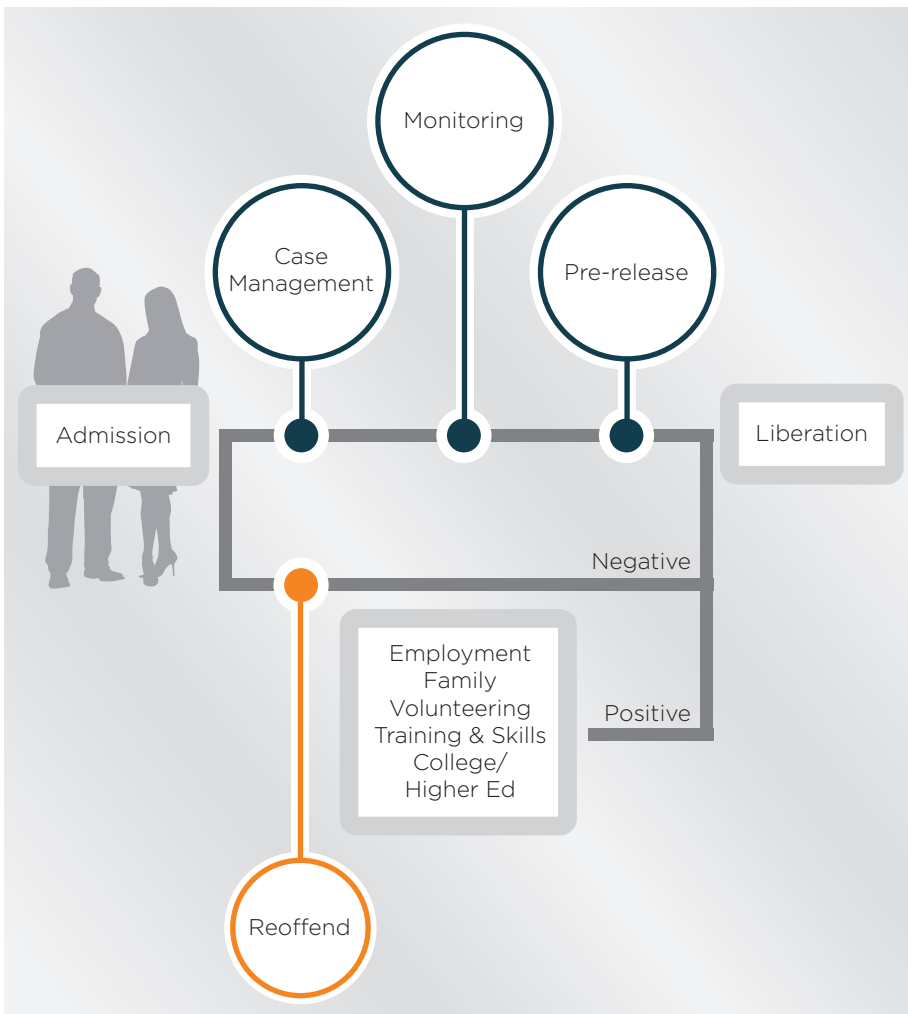 Monitoring
Case
Management
Pre-release
Admission
Liberation
Negative
Employment
Family
Volunteering
Training & Skills
College/
Higher Ed
Positive
Reoffend